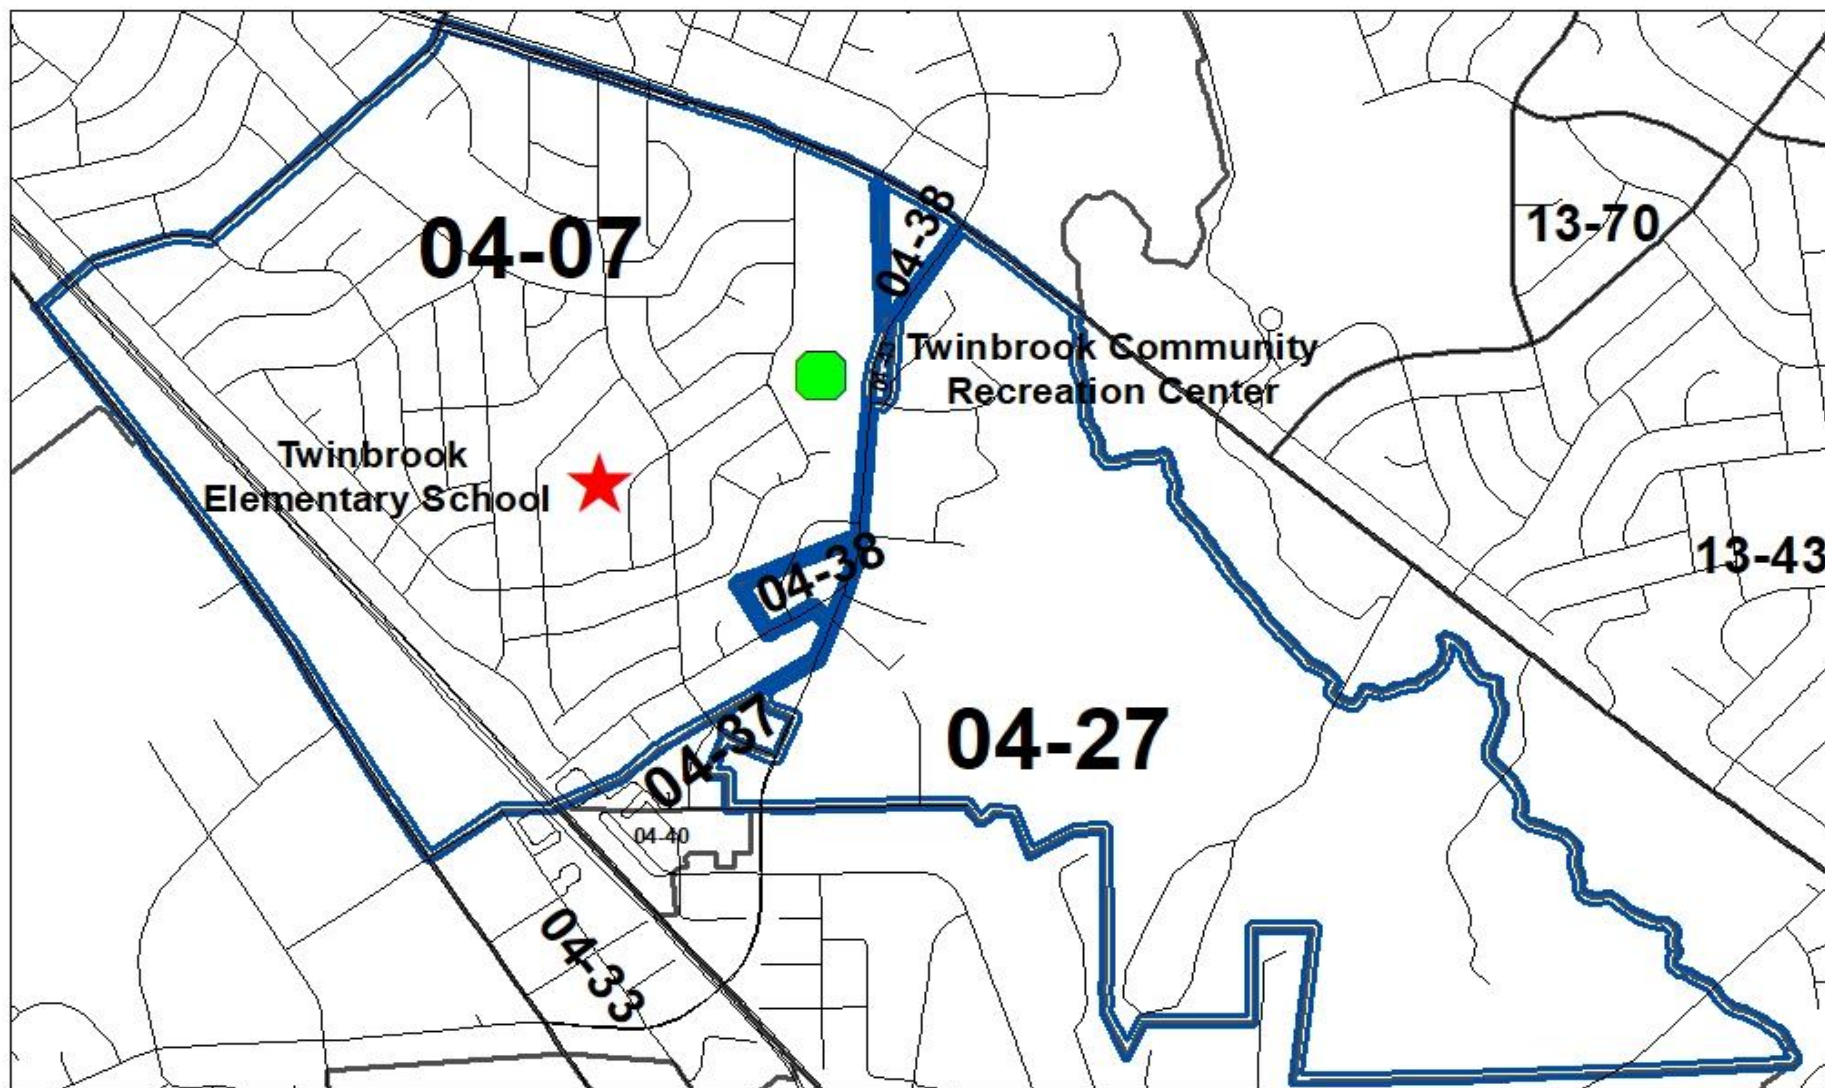 04-07
04-38
13-70
Twinbrook Community
Recreation Center
Twinbrook
Elementary School
04-38
13-43
04-37
04-27
04-40
04-33